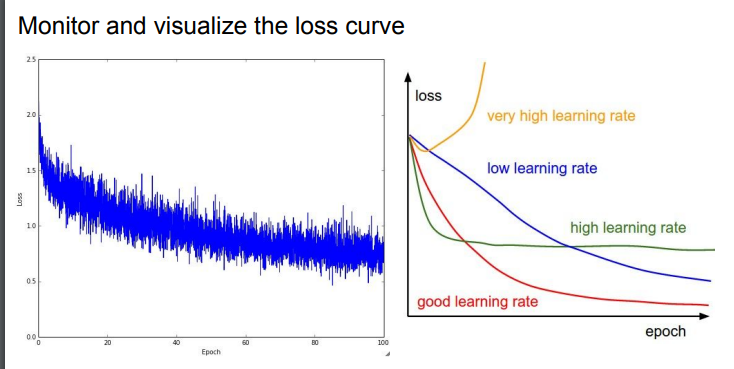 Monitor and visualize the loss curve
2.5
2.0
1.5
1.0
0.5
0.0
Loss
0
20
40
60
80
100
Epoch
loss
very high learning rate
low learning rate
high learning rate
good learning rate
epoch